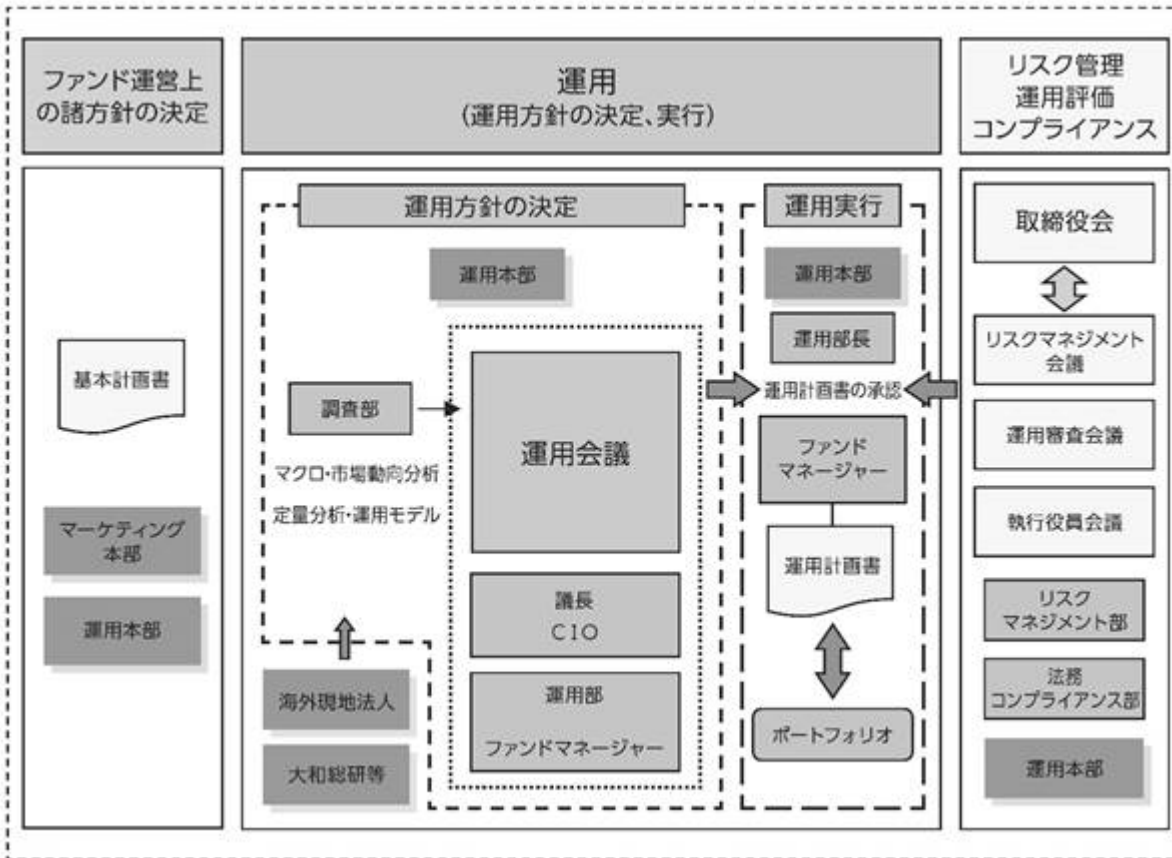 ファンド運営上
の諸方針の決定
運用
(運用方針の決定、実行)
リスク管理
運用評価
コンプライアンス
基本計画書
マーケティング
本部
運用本部
運用方針の決定
運用本部
調査部
マクロ・市場動向分析
定量分析・運用モデル
運用会議
議長
CIO
運用部
ファンドマネージャー
海外現地法人
大和総研等
運用実行
運用本部
運用部長
運用計画書の承認
ファンド
マネージャー
運用計画書
ポートフォリオ
取締役会
リスクマネジメント
会議
運用審査会議
執行役員会議
リスク
マネジメント部
法務
コンプライアンス部
運用本部